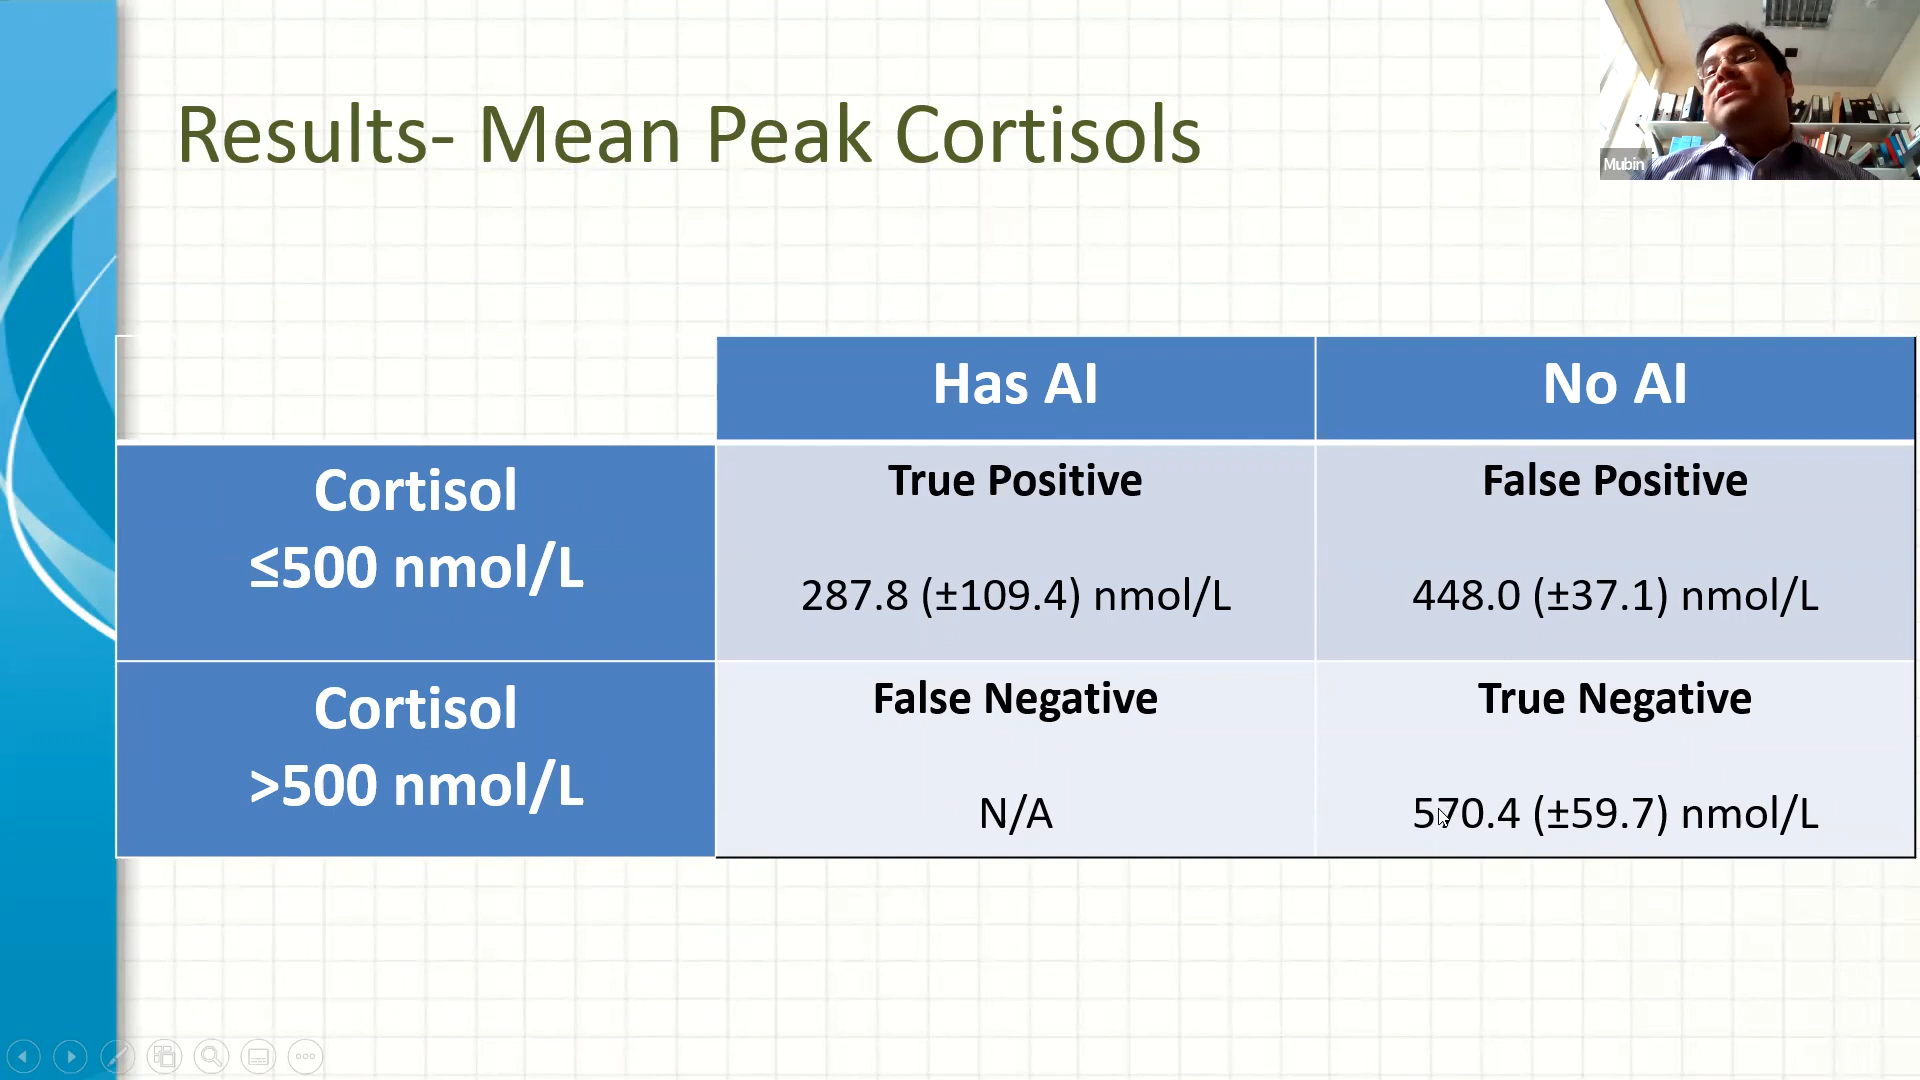 Results- Mean Peak Cortisols
Mubin
Has AI
No AI
Cortisol
≤500 nmol/L
True Positive
287.8 (±109.4) nmol/L
False Positive
448.0 (±37.1) nmol/L
Cortisol
>500 nmol/L
False Negative
N/A
True Negative
570.4 (±59.7) nmol/L